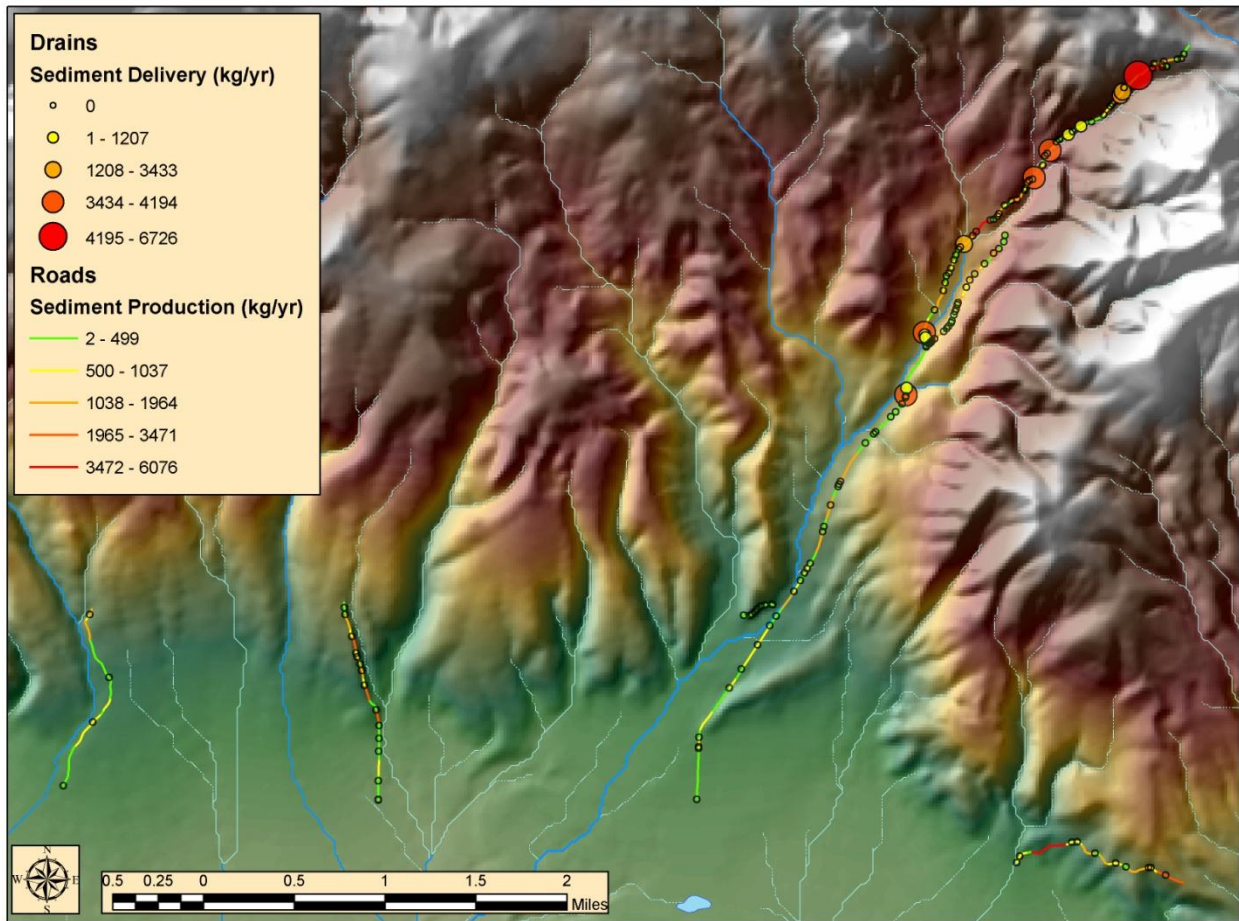 Drains
Sediment Delivery (kg/yr)
0
1 - 1207
1208 - 3433
3434 - 4194
4195 - 6726
Roads
Sediment Production (kg/yr)
2 - 499
500 - 1037
1038 - 1964
1965 - 3471
3472 - 6076
N
W E
S
0.5 0.25 0 0.5 1 1.5 2
Miles